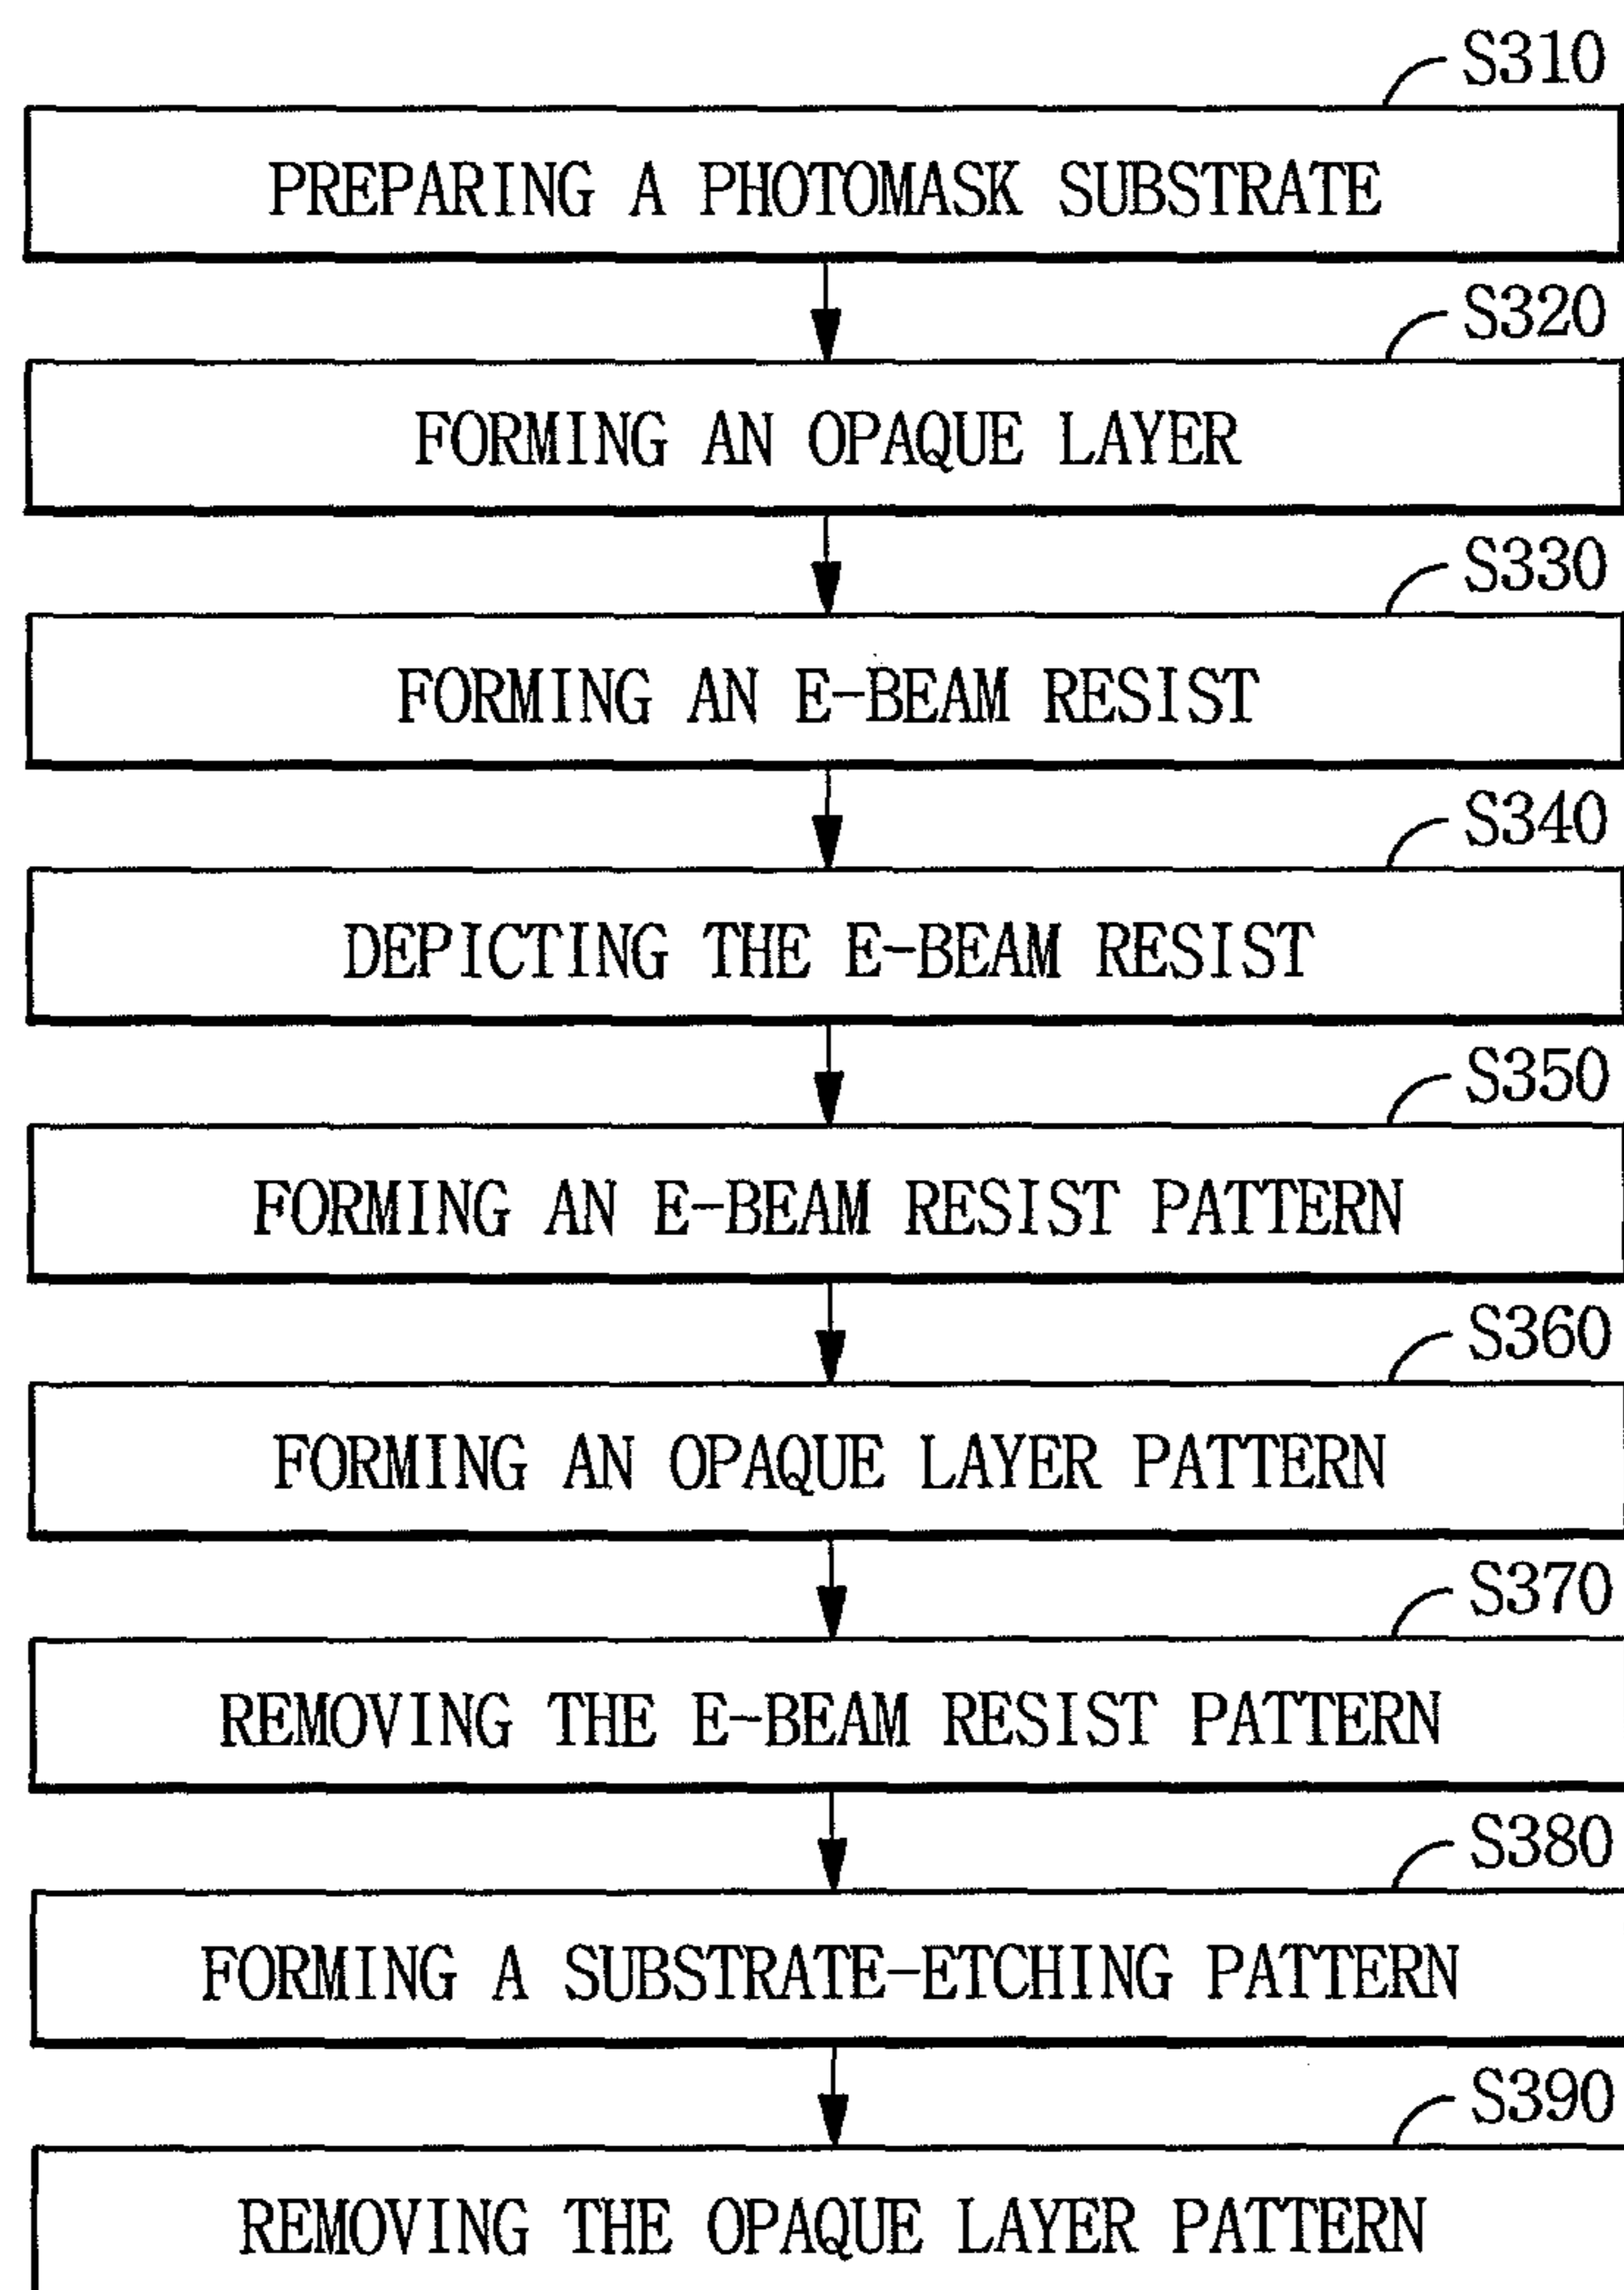 S310
PREPARING A PHOTOMASK SUBSTRATE
S320
FORMING AN OPAQUE LAYER
S330
FORMING AN E-BEAM RESIST
S340
DEPICTING THE E-BEAM RESIST
S350
FORMING AN E-BEAM RESIST PATTERN
S360
FORMING AN OPAQUE LAYER PATTERN
S370
REMOVING THE E-BEAM RESIST PATTERN
S380
FORMING A SUBSTRATE-ETCHING PATTERN
S390
REMOVING THE OPAQUE LAYER PATTERN